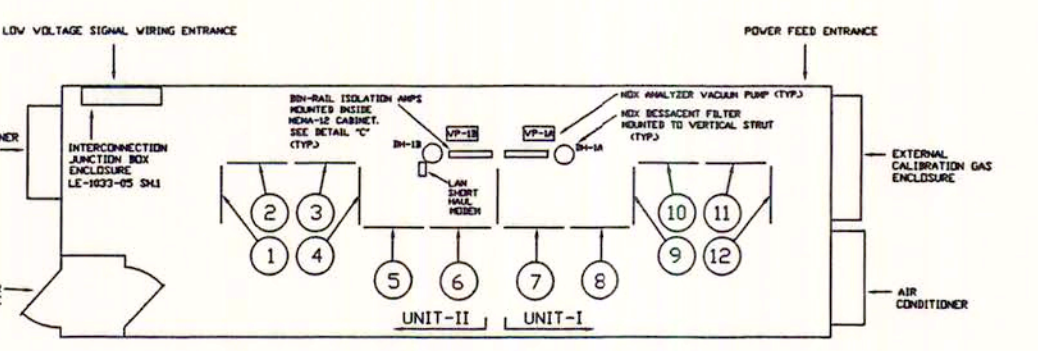 LOW VOLTAGE SIGNAL WIRING ENTRANCE
POWER FEED ENTRANCE
DIN-RAIL ISOLATION AMPS
MOUNTED INSIDE
NEMA-12 CABINET.
SEE DETAIL "C"
(TYP.)
NOX ANALYZER VACUUM PUMP (TYP.)
NOX DESSACENT FILTER
MOUNTED TO VERTICAL STRUT
(TYP.)
VP-1B
VP-1A
DH-1B
DH-1A
NER
INTERCONNECTION
JUNCTION BOX
ENCLOSURE
LE-1033-05 SH.1
LAN
SHORT
HAUL
MODEM
EXTERNAL
CALIBRATION GAS
ENCLOSURE
2
3
10
11
1
4
9
12
5
6
7
8
AIR
CONDITIONER
UNIT-II
UNIT-I